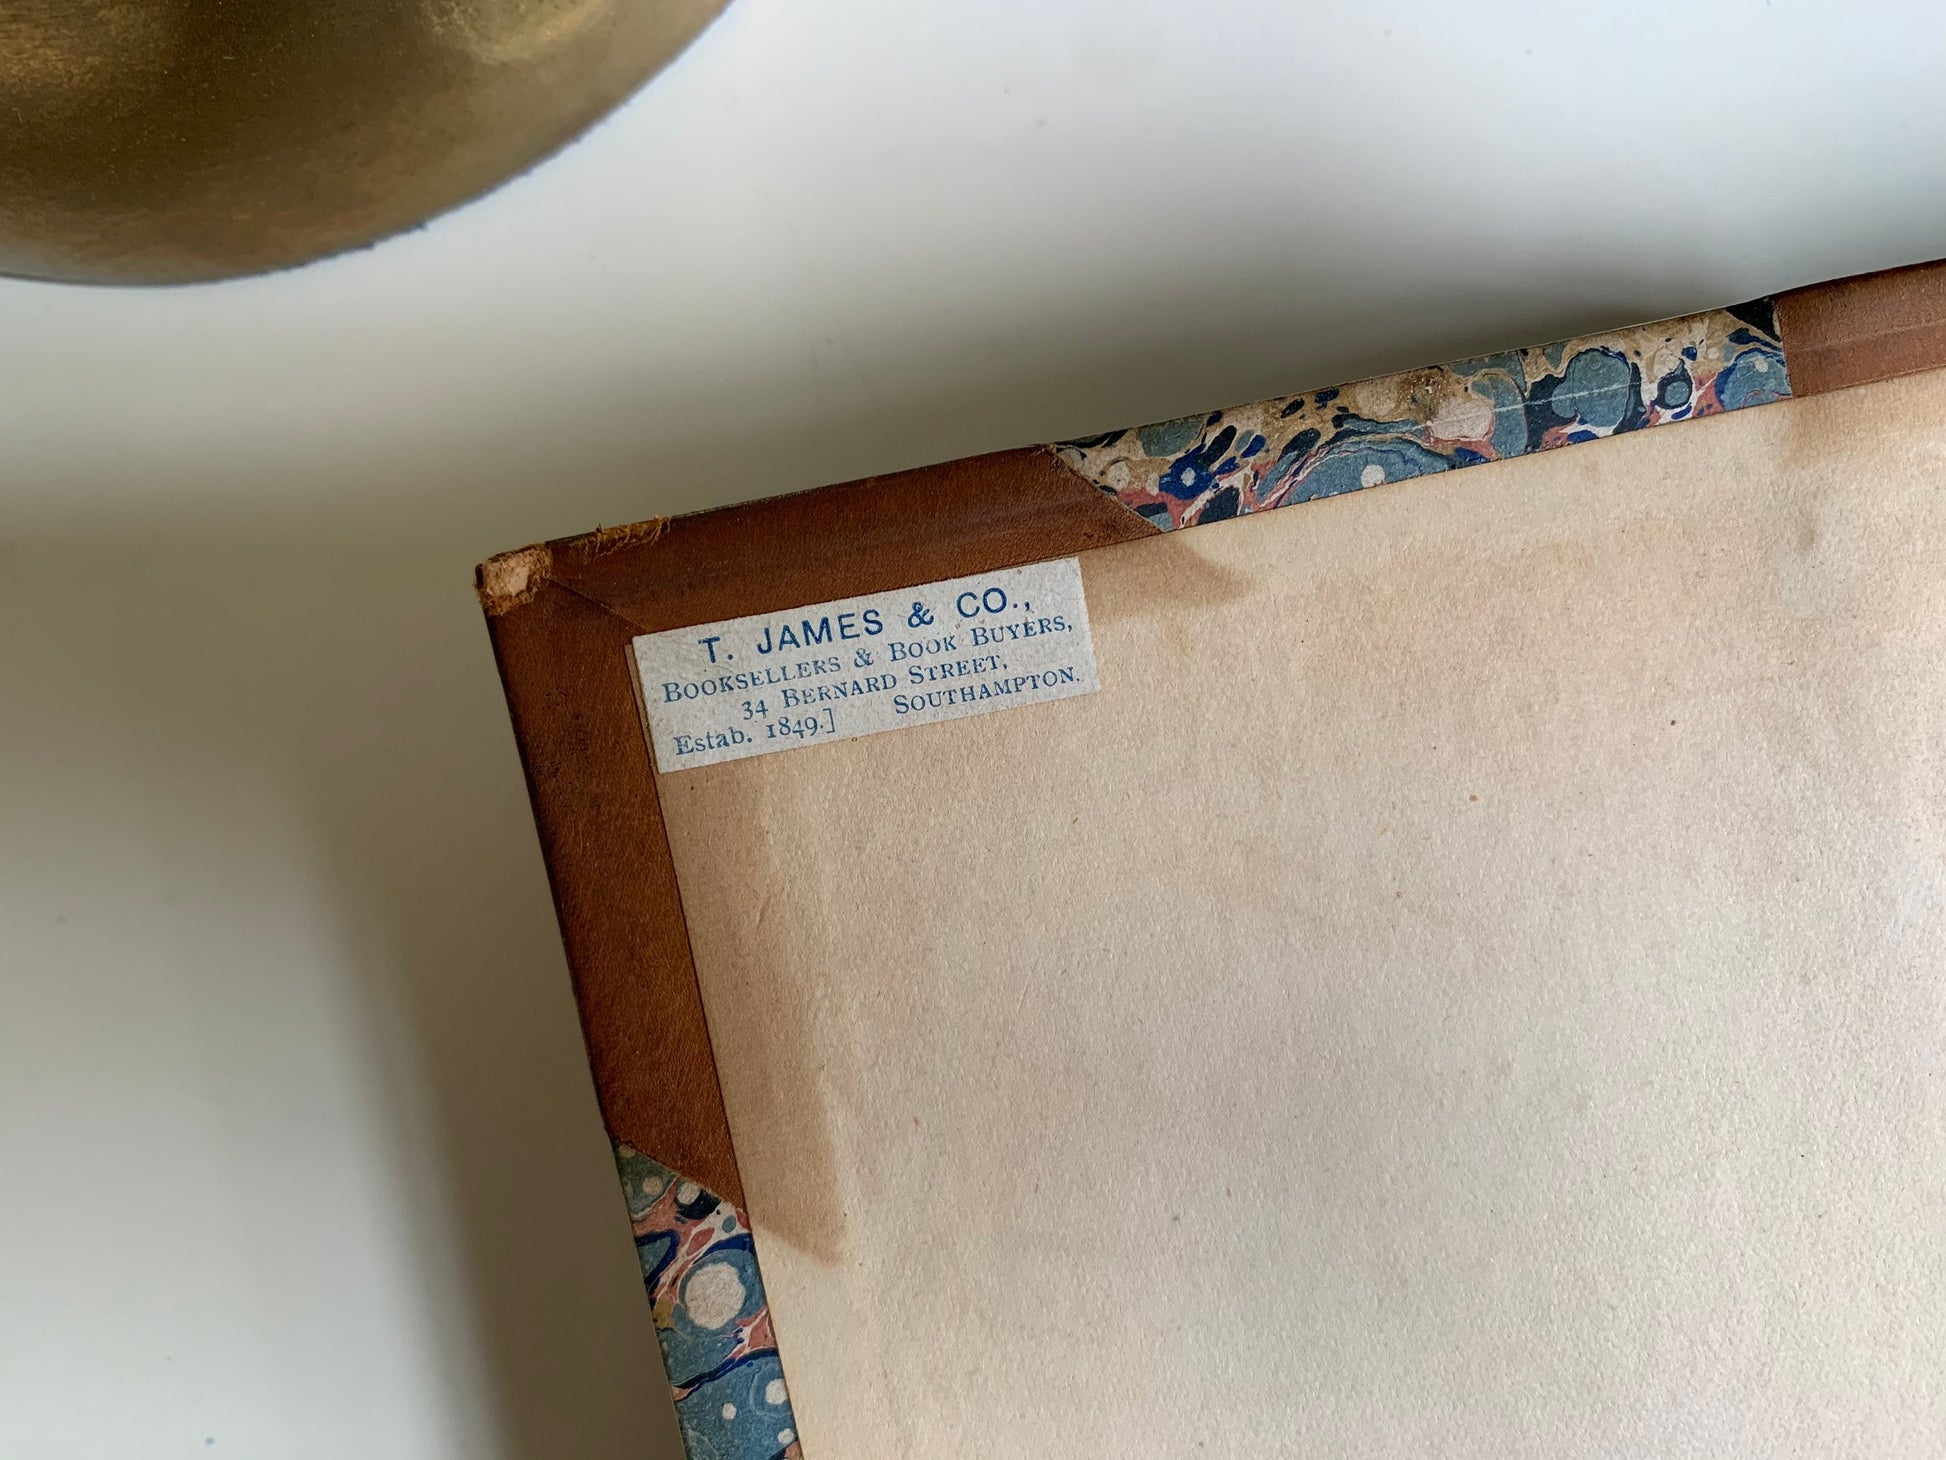 T. JAMES & CO.,
BOOKSELLERS & BOOK BUYERS,
34 BERNARD STREET,
Estab. 1849.] SOUTHAMPTON.